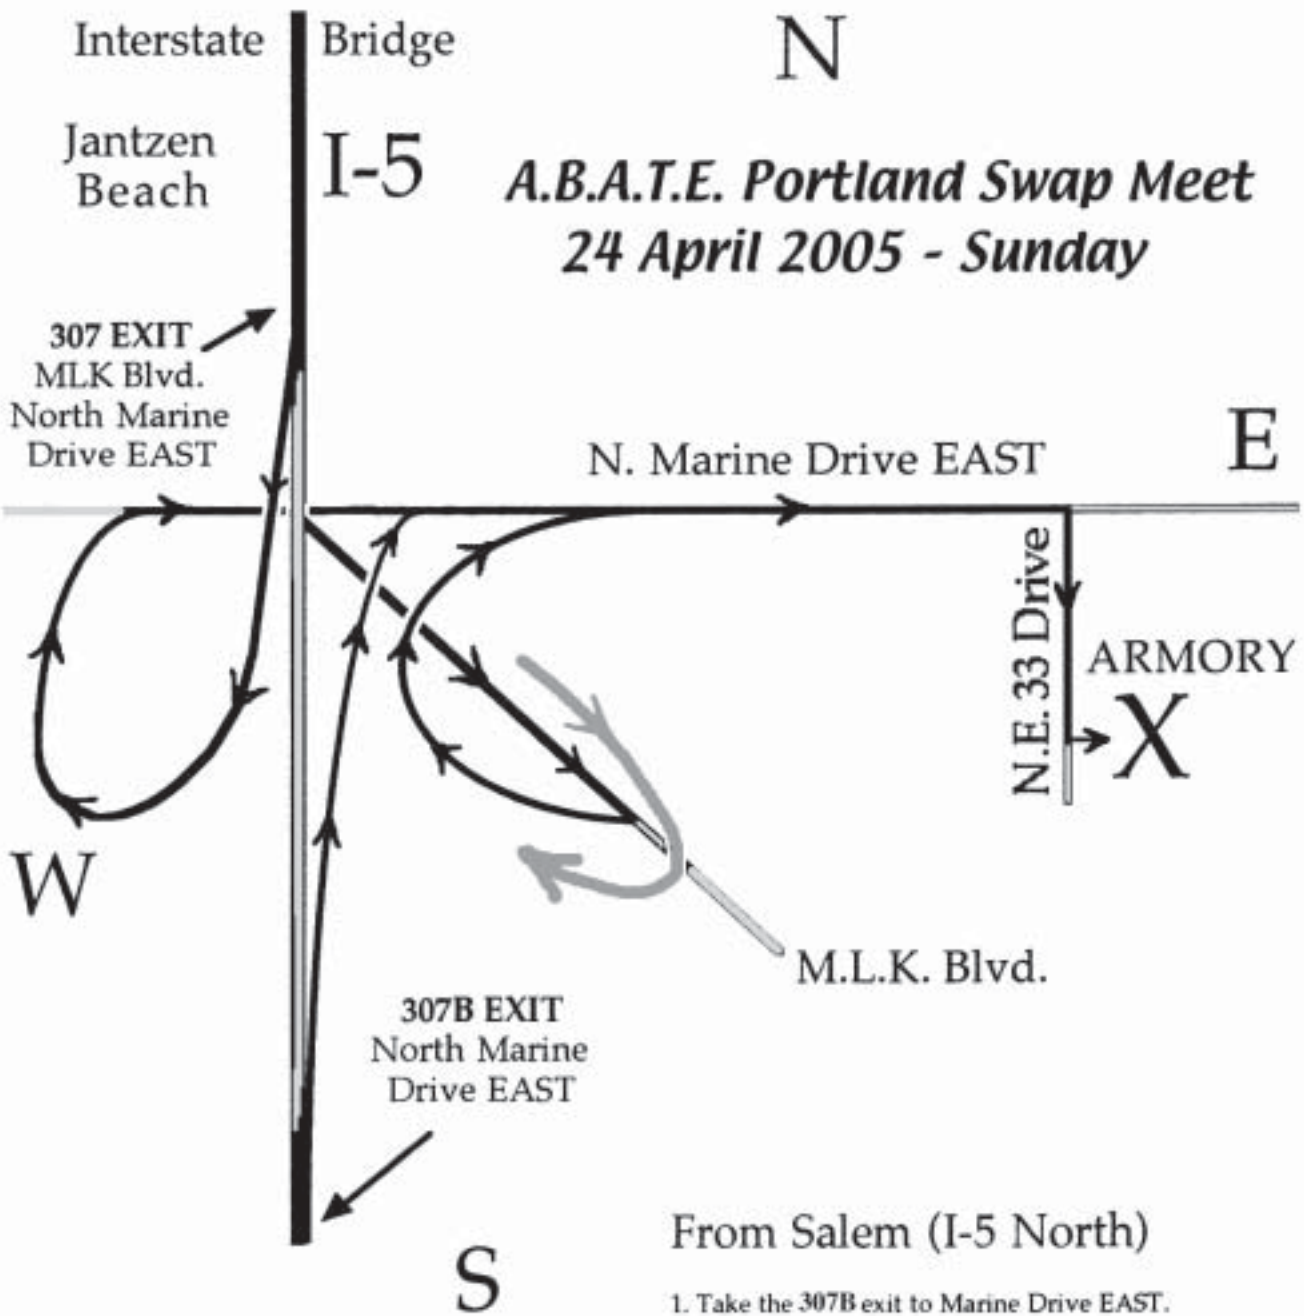 Interstate Bridge
N
Jantzen
Beach
I-5
A.B.A.T.E. Portland Swap Meet
24 April 2005 - Sunday
307 EXIT
MLK Blvd.
North Marine
Drive EAST
N. Marine Drive EAST
E
N.E. 33 Drive
ARMORY
X
W
M.L.K. Blvd.
307B EXIT
North Marine
Drive EAST
S
From Salem (I-5 North)
1. Take the 307B exit to Marine Drive EAST.